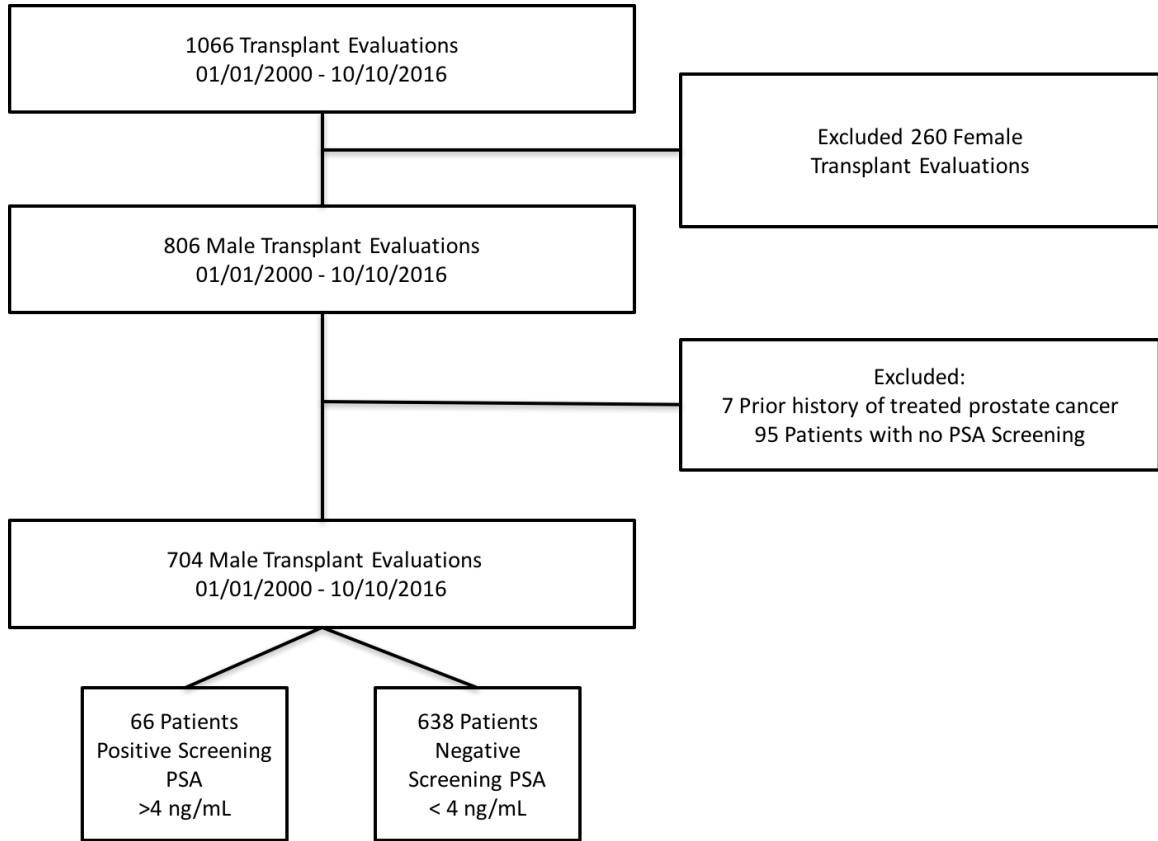 1066 Transplant Evaluations
01/01/2000 - 10/10/2016
Excluded 260 Female
Transplant Evaluations
806 Male Transplant Evaluations
01/01/2000 - 10/10/2016
Excluded:
7 Prior history of treated prostate cancer
95 Patients with no PSA Screening
704 Male Transplant Evaluations
01/01/2000 - 10/10/2016
66 Patients
Positive Screening
PSA
>4 ng/mL
638 Patients
Negative
Screening PSA
< 4 ng/mL